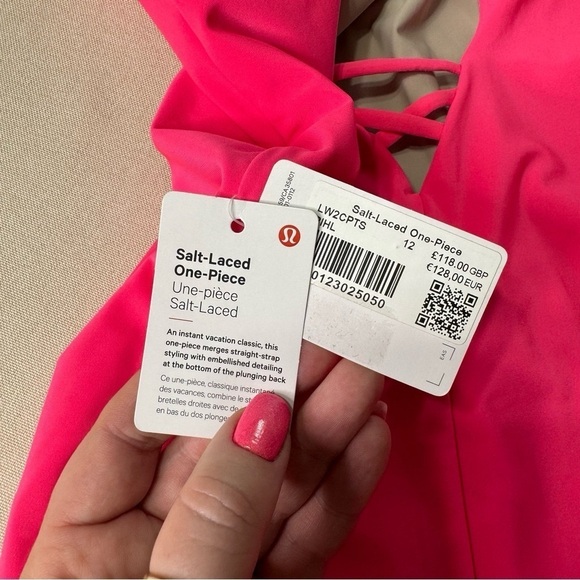 Salt-Laced
One-Piece
Une-pièce
Salt-Laced
An instant vacation classic, this
one-piece merges straight-strap
styling with embellished detailing
at the bottom of the plunging back
Ce une-pièce, classique instantané
des vacances, combine le
bretelles droites avec de
en bas du dos plongeant
Salt-Laced One-Piece
LW2CPTS
12
£118.00 GBP
€128,00 EUR
0123025050
EAS